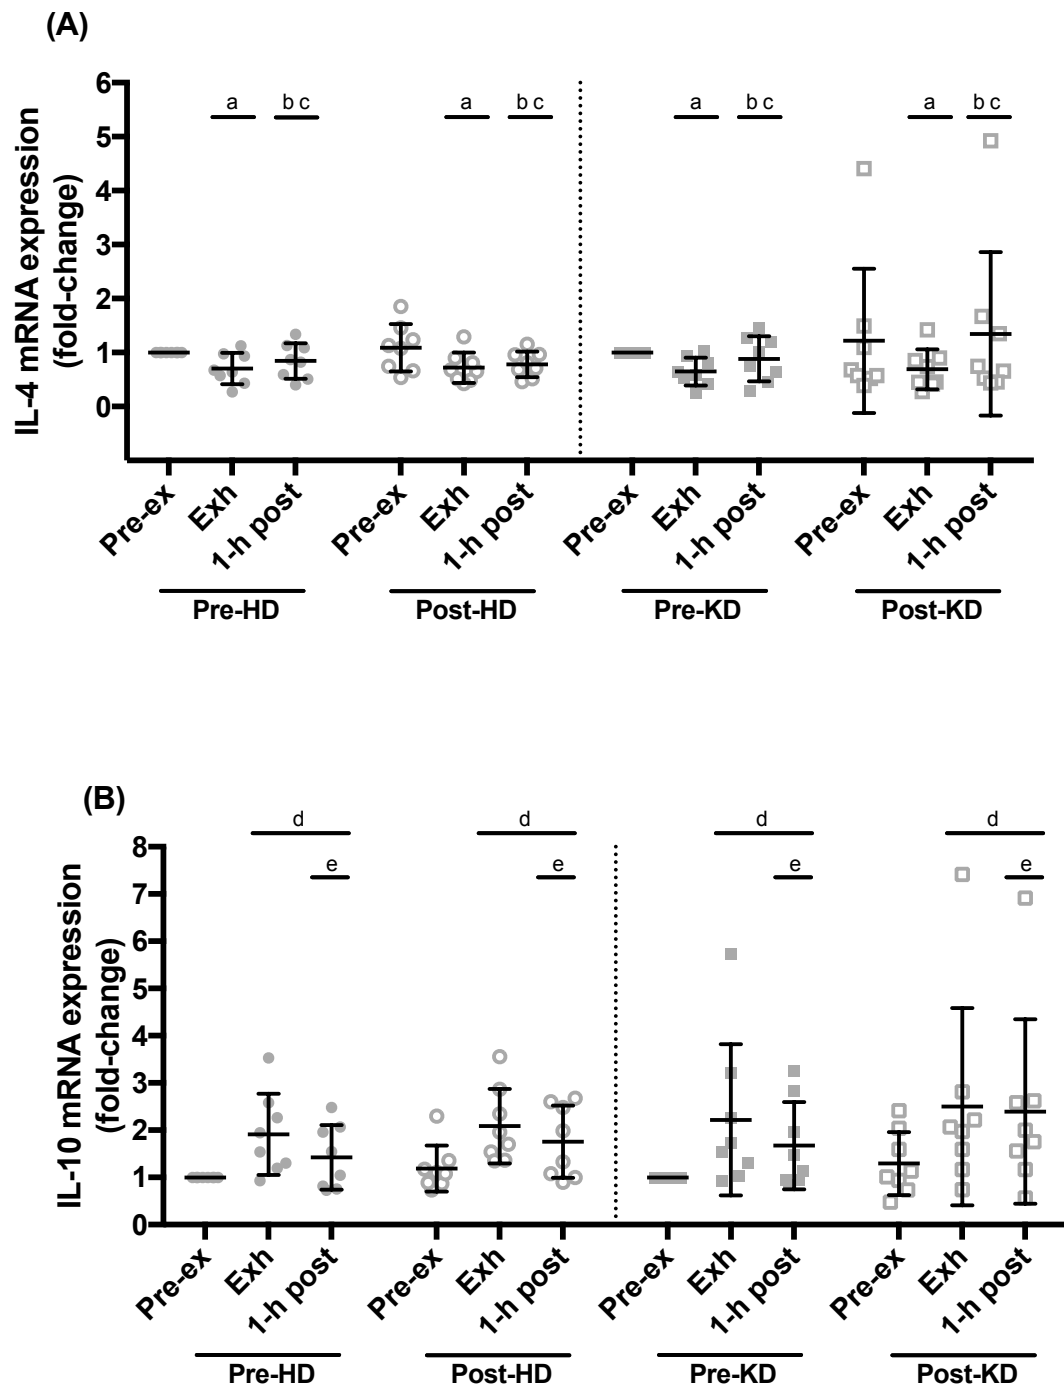 (A)
IL-4 mRNA expression
(fold-change)
6
5
4
3
2
1
0
a b c a b c a b c a b c
Pre-ex Exh 1-h post Pre-ex Exh 1-h post Pre-ex Exh 1-h post Pre-ex Exh 1-h post
Pre-HD Post-HD Pre-KD Post-KD
(B)
IL-10 mRNA expression
(fold-change)
8
7
6
5
4
3
2
1
0
d d d d
e e e e
Pre-ex Exh 1-h post Pre-ex Exh 1-h post Pre-ex Exh 1-h post Pre-ex Exh 1-h post
Pre-HD Post-HD Pre-KD Post-KD